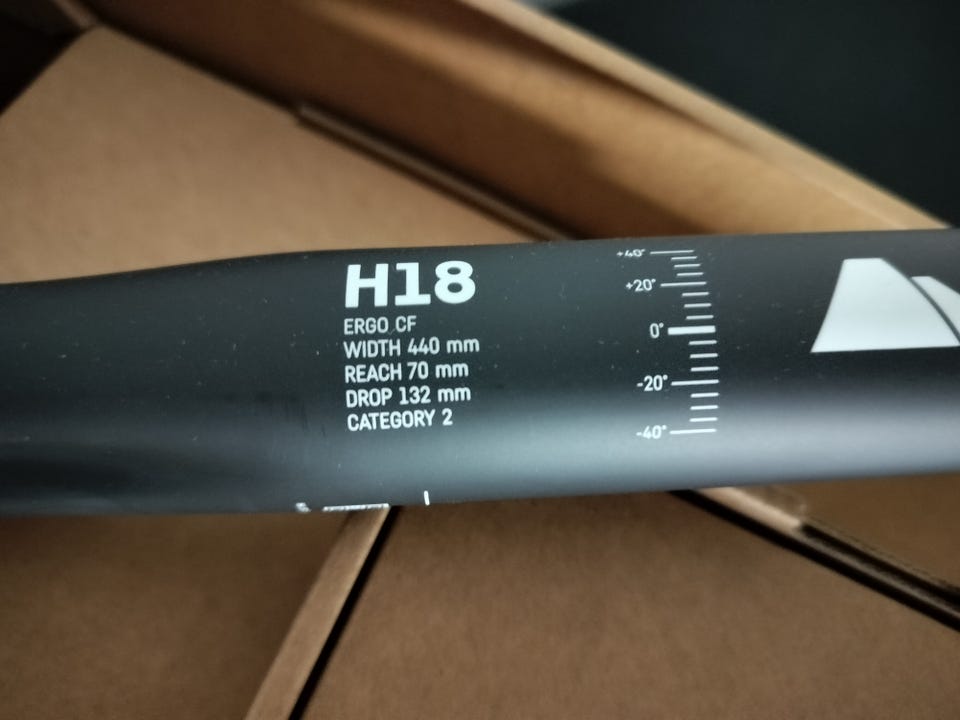 H18
ERGO CF
WIDTH 440 mm
REACH 70 mm
DROP 132 mm
CATEGORY 2
+40°
+20°
0°
-20°
-40°